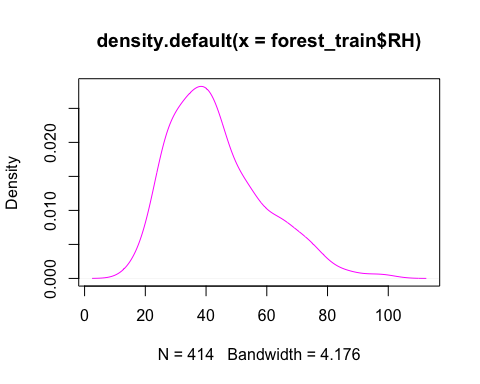 density.default(x = forest_train$RH)
Density
0.000
0.010
0.020
0 20 40 60 80 100
N = 414 Bandwidth = 4.176